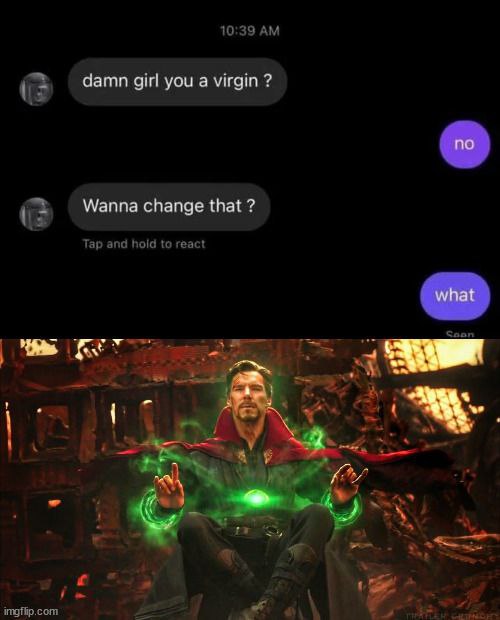 10:39 AM
damn girl you a virgin ?
no
Wanna change that ?
Tap and hold to react
what
Seen
imgflip.com